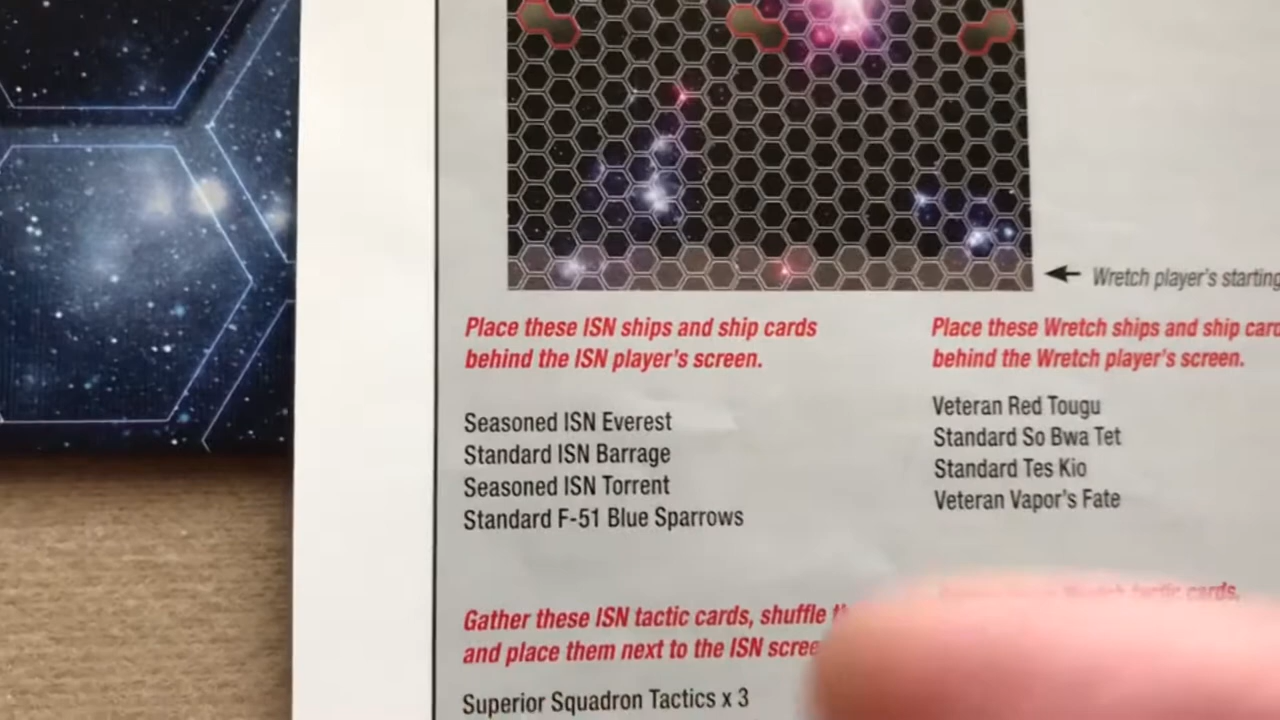 Wretch player's starting
Place these ISN ships and ship cards
behind the ISN player's screen.
Seasoned ISN Everest
Standard ISN Barrage
Seasoned ISN Torrent
Standard F-51 Blue Sparrows
Place these Wretch ships and ship
behind the Wretch player's screen.
Veteran Red Tougu
Standard So Bwa Tet
Standard Tes Kio
Veteran Vapor's Fate
Gather these ISN tactic cards, shuffle
and place them next to the ISN
Superior Squadron Tactics x 3
tactic cards,